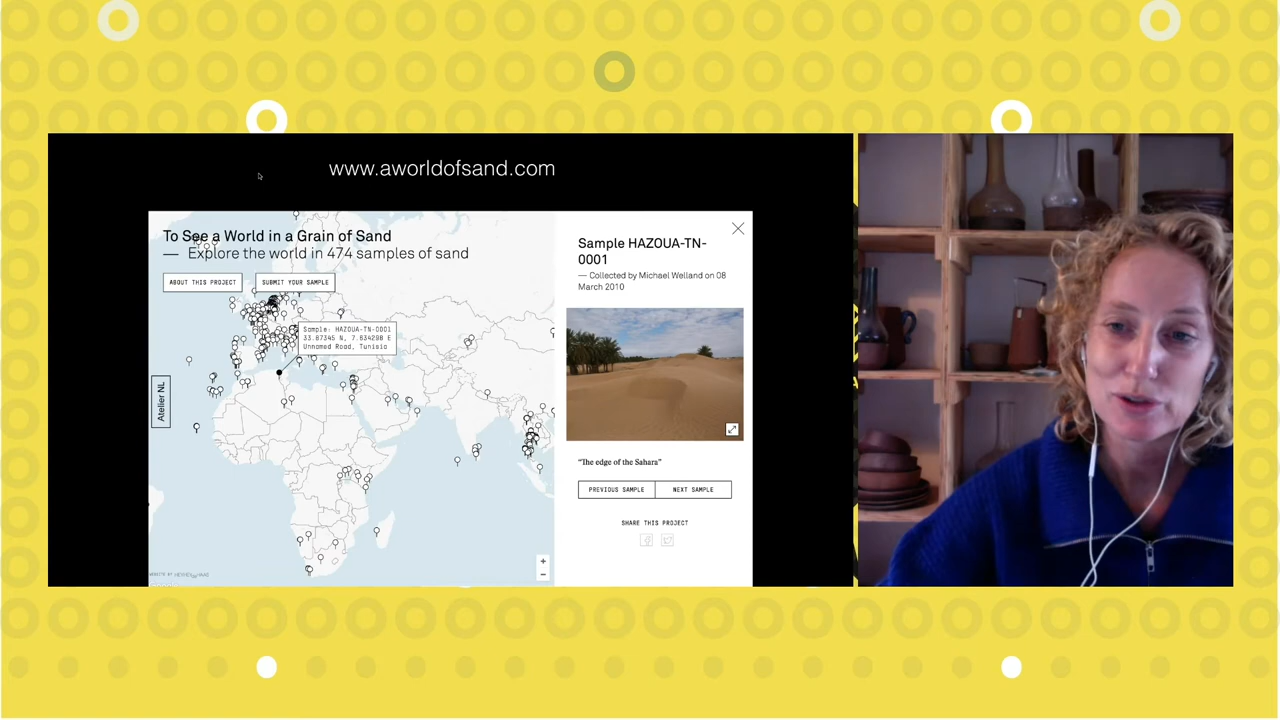 www.aworldofsand.com
To See a World in a Grain of Sand
— Explore the world in 474 samples of sand
ABOUT THIS PROJECT
SUBMIT YOUR SAMPLE
Sample: HAZOUA-TN-0001
33.87345 N, 7.834298 E
Unnamed Road, Tunisia
Atelier NL
+
−
Sample HAZOUA-TN-
0001
— Collected by Michael Welland on 08
March 2010
“The edge of the Sahara”
PREVIOUS SAMPLE
NEXT SAMPLE
SHARE THIS PROJECT